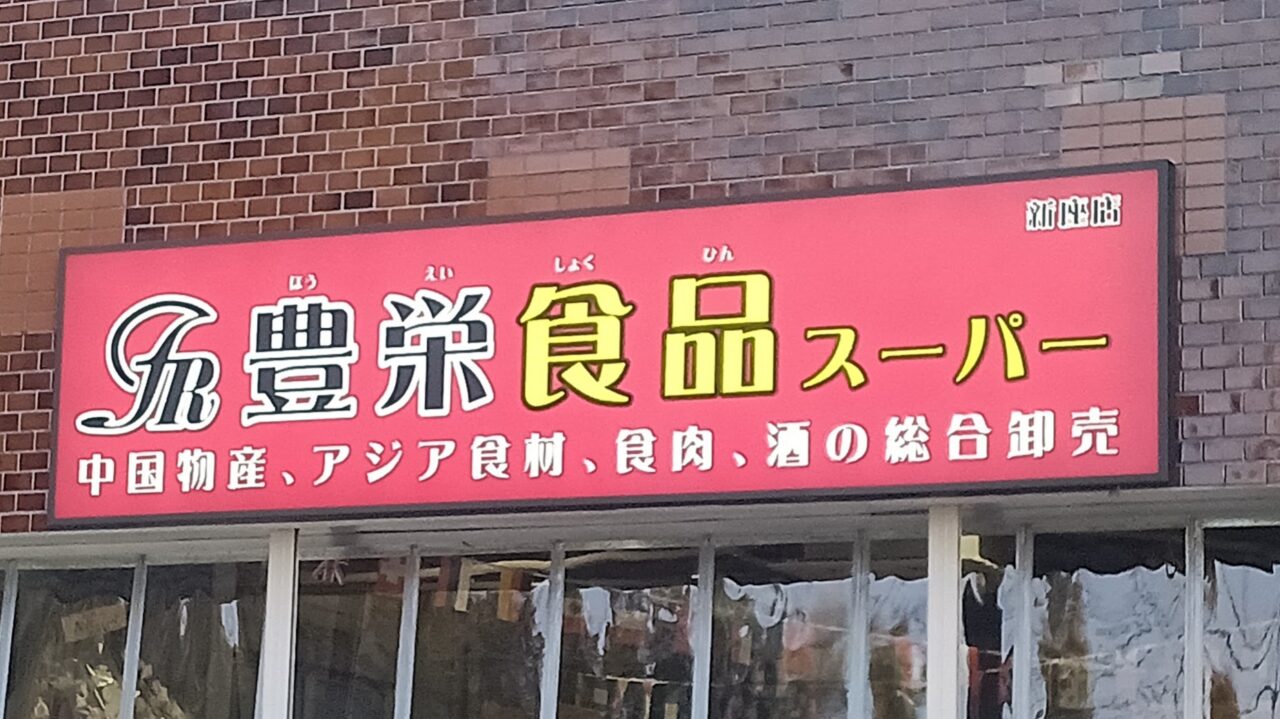 新座店
ほう えい しょく ひん
豊栄食品スーパー
中国物産、アジア食材、食肉、酒の総合卸売